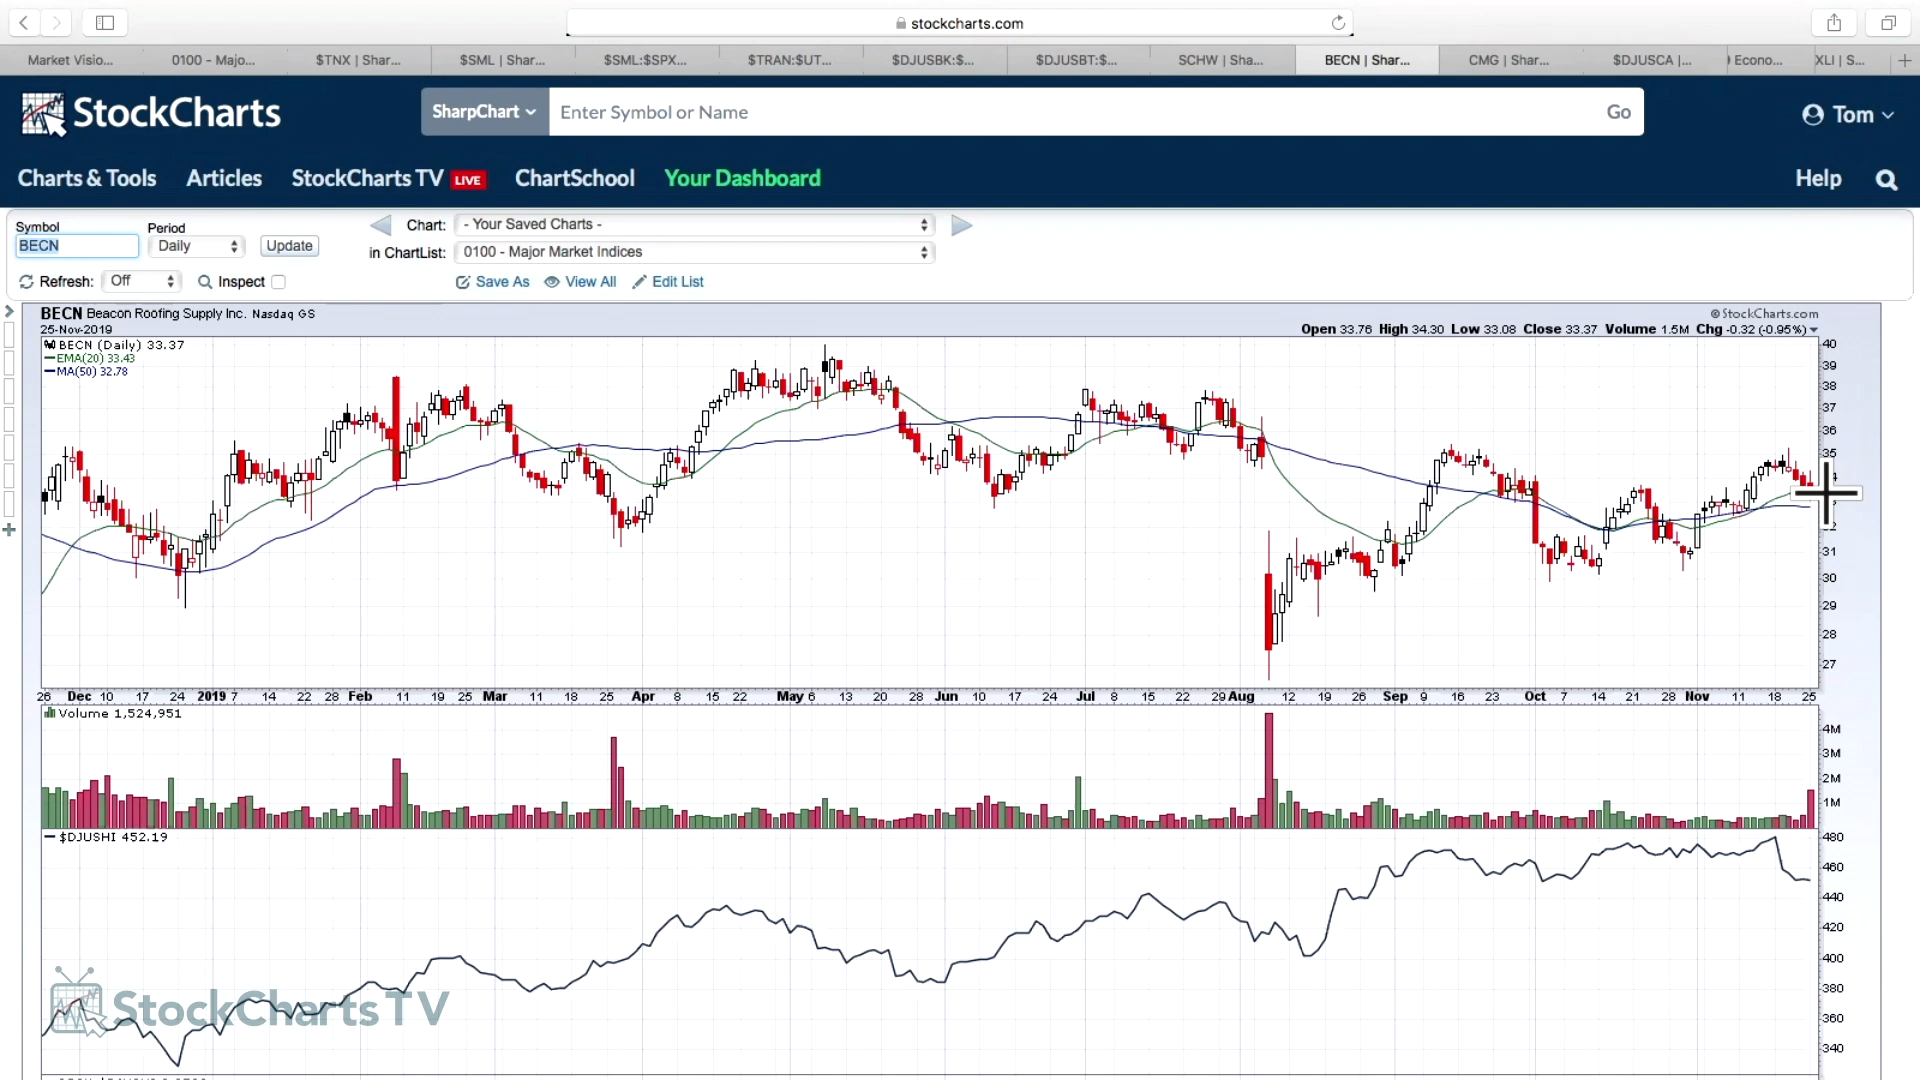 stockcharts.com
Market Visio... 0100 - Majo... $TNX | Shar... $SML | Shar... $SML:$SPX... $TRAN:$UT... $DJUSBK:$... $DJUSBT:$... SCHW | Sha... BECN | Shar... CMG | Shar... $DJUSCA |... Econo... XLI | S...
StockCharts SharpChart Enter Symbol or Name Go Tom
Charts & Tools Articles StockCharts TV LIVE ChartSchool Your Dashboard Help
Symbol Period Chart: - Your Saved Charts -
BECN Daily Update in ChartList: 0100 - Major Market Indices
Refresh: Off Inspect Save As View All Edit List
BECN Beacon Roofing Supply Inc. Nasdaq GS © StockCharts.com
25-Nov-2019 Open 33.76 High 34.30 Low 33.08 Close 33.37 Volume 1.5M Chg -0.32 (-0.95%)
BECN (Daily) 33.37
EMA(20) 33.43
MA(50) 32.78
40
39
38
37
36
35
31
30
29
28
27
26 Dec 10 17 24 2019 7 14 22 28 Feb 11 19 25 Mar 11 18 25 Apr 8 15 22 May 6 13 20 28 Jun 10 17 24 Jul 8 15 22 29 Aug 12 19 26 Sep 9 16 23 Oct 7 14 21 28 Nov 11 18 25
Volume 1,524,951
4M
3M
2M
1M
$DJUSHI 452.19
480
460
440
420
400
380
360
340
StockCharts TV